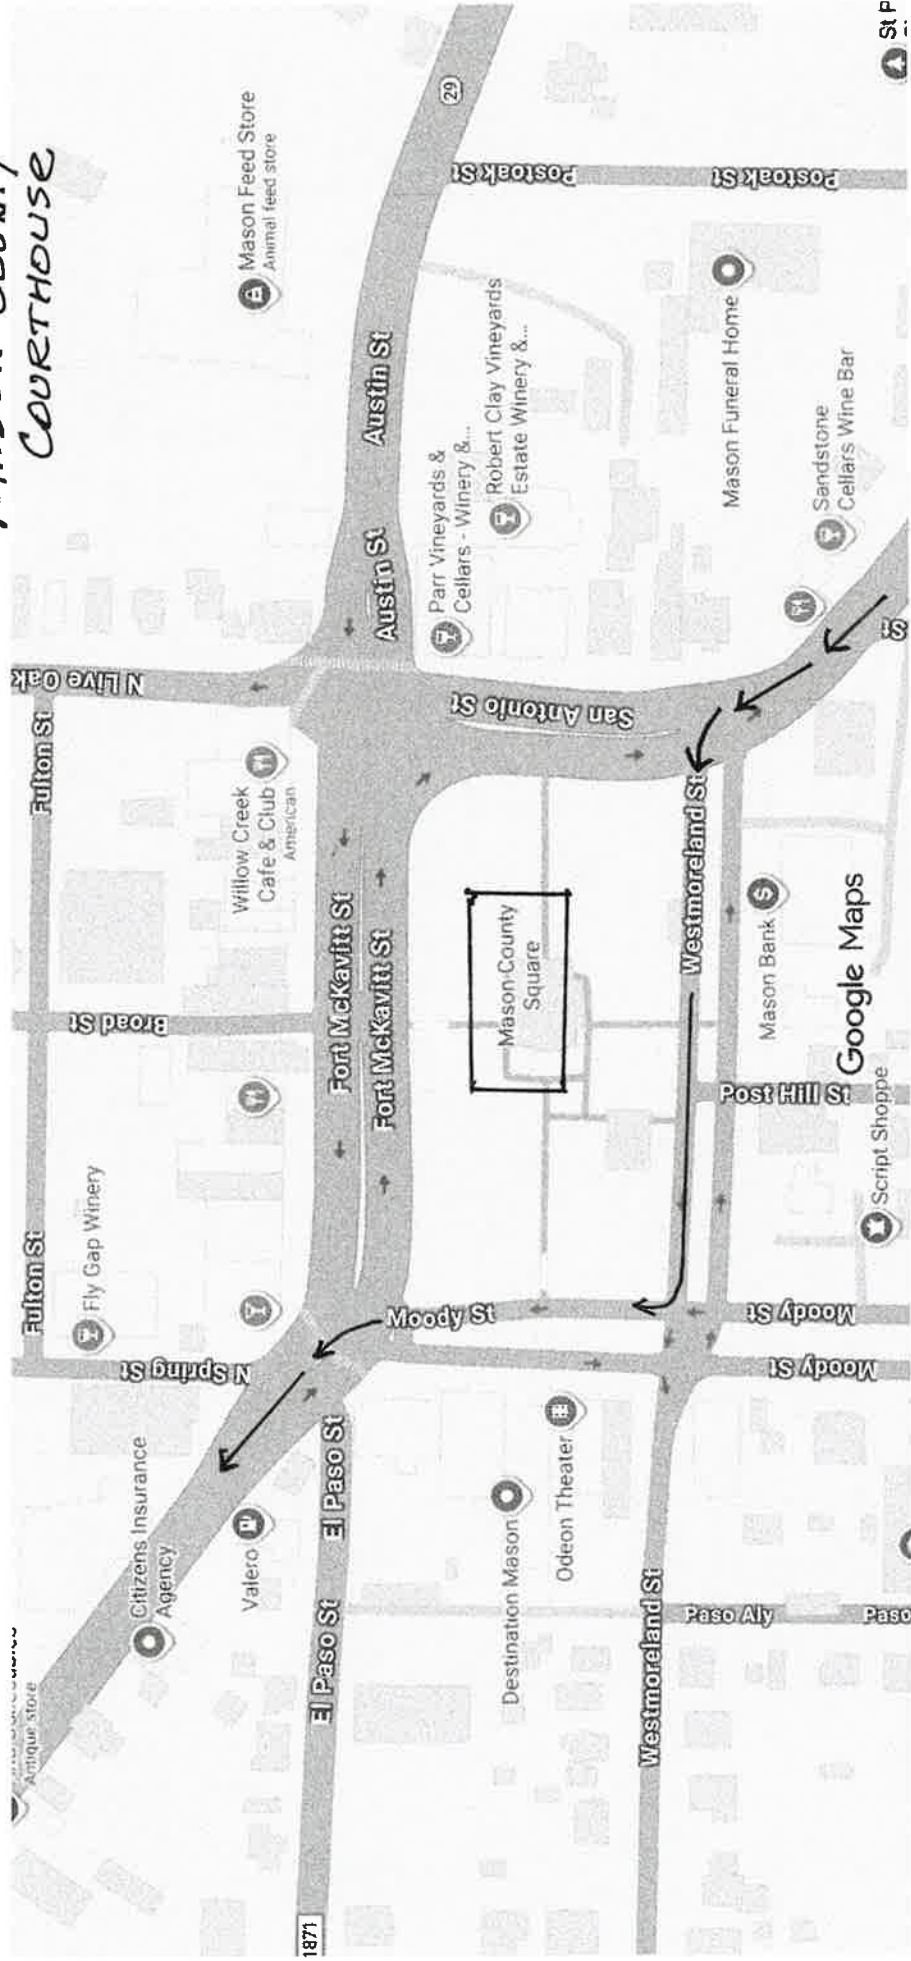 MASON COUNTY
COURTHOUSE
Antique store
Fulton St
Fulton St
Fly Gap Winery
N Live Oak
Citizens Insurance
Agency
N Spring St
Broad St
Mason Feed Store
Animal feed store
Willow Creek
Cafe & Club
American
Valero
1871
El Paso St
El Paso St
Fort McKavitt St
Fort McKavitt St
Austin St
Austin St
29
Moody St
Parr Vineyards &
Cellars - Winery &...
San Antonio St
Postoak St
Postoak St
Robert Clay Vineyards
Estate Winery &...
Destination Mason
Mason County
Square
Odeon Theater
Westmoreland St
Westmoreland St
Mason Funeral Home
Paso Aly
Paso
Moody St
Moody St
Post Hill St
Mason Bank
Sandstone
Cellars Wine Bar
Google Maps
Script Shoppe
St
St P